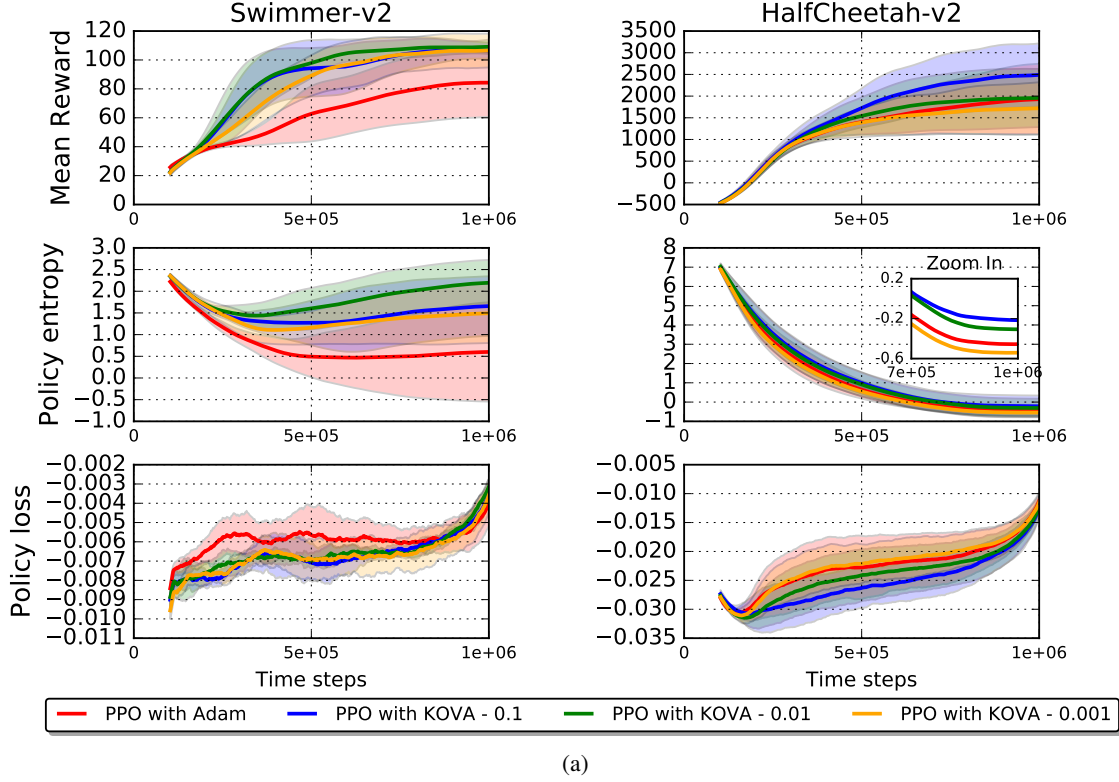 Swimmer-v2
HalfCheetah-v2
Mean Reward
120
100
80
60
40
20
0
0
5e+05
1e+06
3500
3000
2500
2000
1500
1000
500
0
−500
0
5e+05
1e+06
Policy entropy
3.0
2.5
2.0
1.5
1.0
0.5
0.0
−0.5
−1.0
0
5e+05
1e+06
8
7
6
5
4
3
2
1
0
−1
0
5e+05
1e+06
Zoom In
0.2
-0.2
-0.6
7e+05
1e+06
Policy loss
−0.002
−0.003
−0.004
−0.005
−0.006
−0.007
−0.008
−0.009
−0.010
−0.011
0
5e+05
1e+06
Time steps
−0.005
−0.010
−0.015
−0.020
−0.025
−0.030
−0.035
0
5e+05
1e+06
Time steps
PPO with Adam PPO with KOVA - 0.1 PPO with KOVA - 0.01 PPO with KOVA - 0.001
(a)